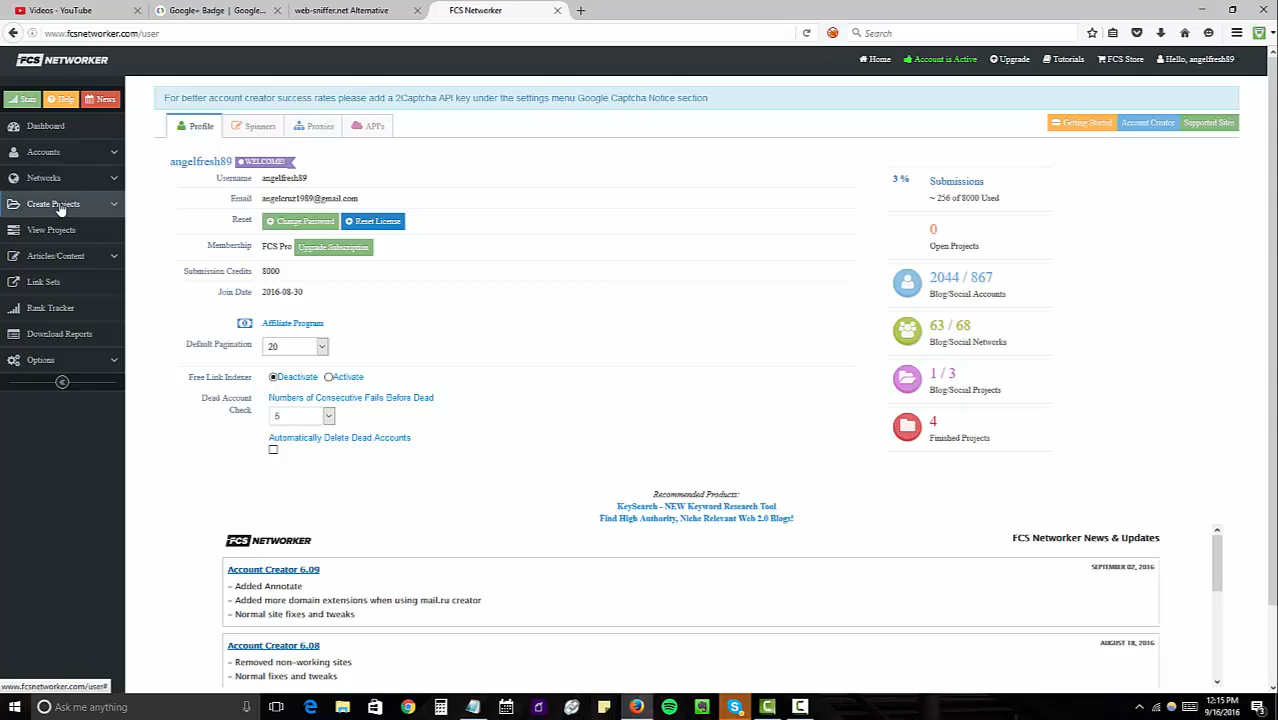 Videos - YouTube
Google+ Badge | Google...
web-sniffer.net Alternative
FCS Networker
www.fcsnetworker.com/user
Search
FCS NETWORKER
Home
Account is Active
Upgrade
Tutorials
FCS Store
Hello, angelfresh89
Stats
Help
News
For better account creator success rates please add a 2Captcha API key under the settings menu Google Captcha Notice section
Dashboard
Accounts
Networks
Create Projects
View Projects
Articles/Content
Link Sets
Rank Tracker
Download Reports
Options
Profile
Spinners
Proxies
API's
Getting Started
Account Creator
Supported Sites
angelfresh89 WELCOME!
Username angelfresh89
Email angelcruz1989@gmail.com
Reset Change Password Reset License
Membership FCS Pro Upgrade Subscription
Submission Credits 8000
Join Date 2016-08-30
Affiliate Program
Default Pagination 20
Free Link Indexer Deactivate Activate
Dead Account Check
Numbers of Consecutive Fails Before Dead
5
Automatically Delete Dead Accounts
3 % Submissions
~ 256 of 8000 Used
0
Open Projects
2044 / 867
Blog/Social Accounts
63 / 68
Blog/Social Networks
1 / 3
Blog/Social Projects
4
Finished Projects
Recommended Products:
KeySearch - NEW Keyword Research Tool
Find High Authority, Niche Relevant Web 2.0 Blogs!
FCS NETWORKER
FCS Networker News & Updates
Account Creator 6.09
SEPTEMBER 02, 2016
– Added Annotate
– Added more domain extensions when using mail.ru creator
– Normal site fixes and tweaks
Account Creator 6.08
AUGUST 18, 2016
– Removed non-working sites
– Normal fixes and tweaks
www.fcsnetworker.com/user#
Ask me anything
12:15 PM
9/16/2016